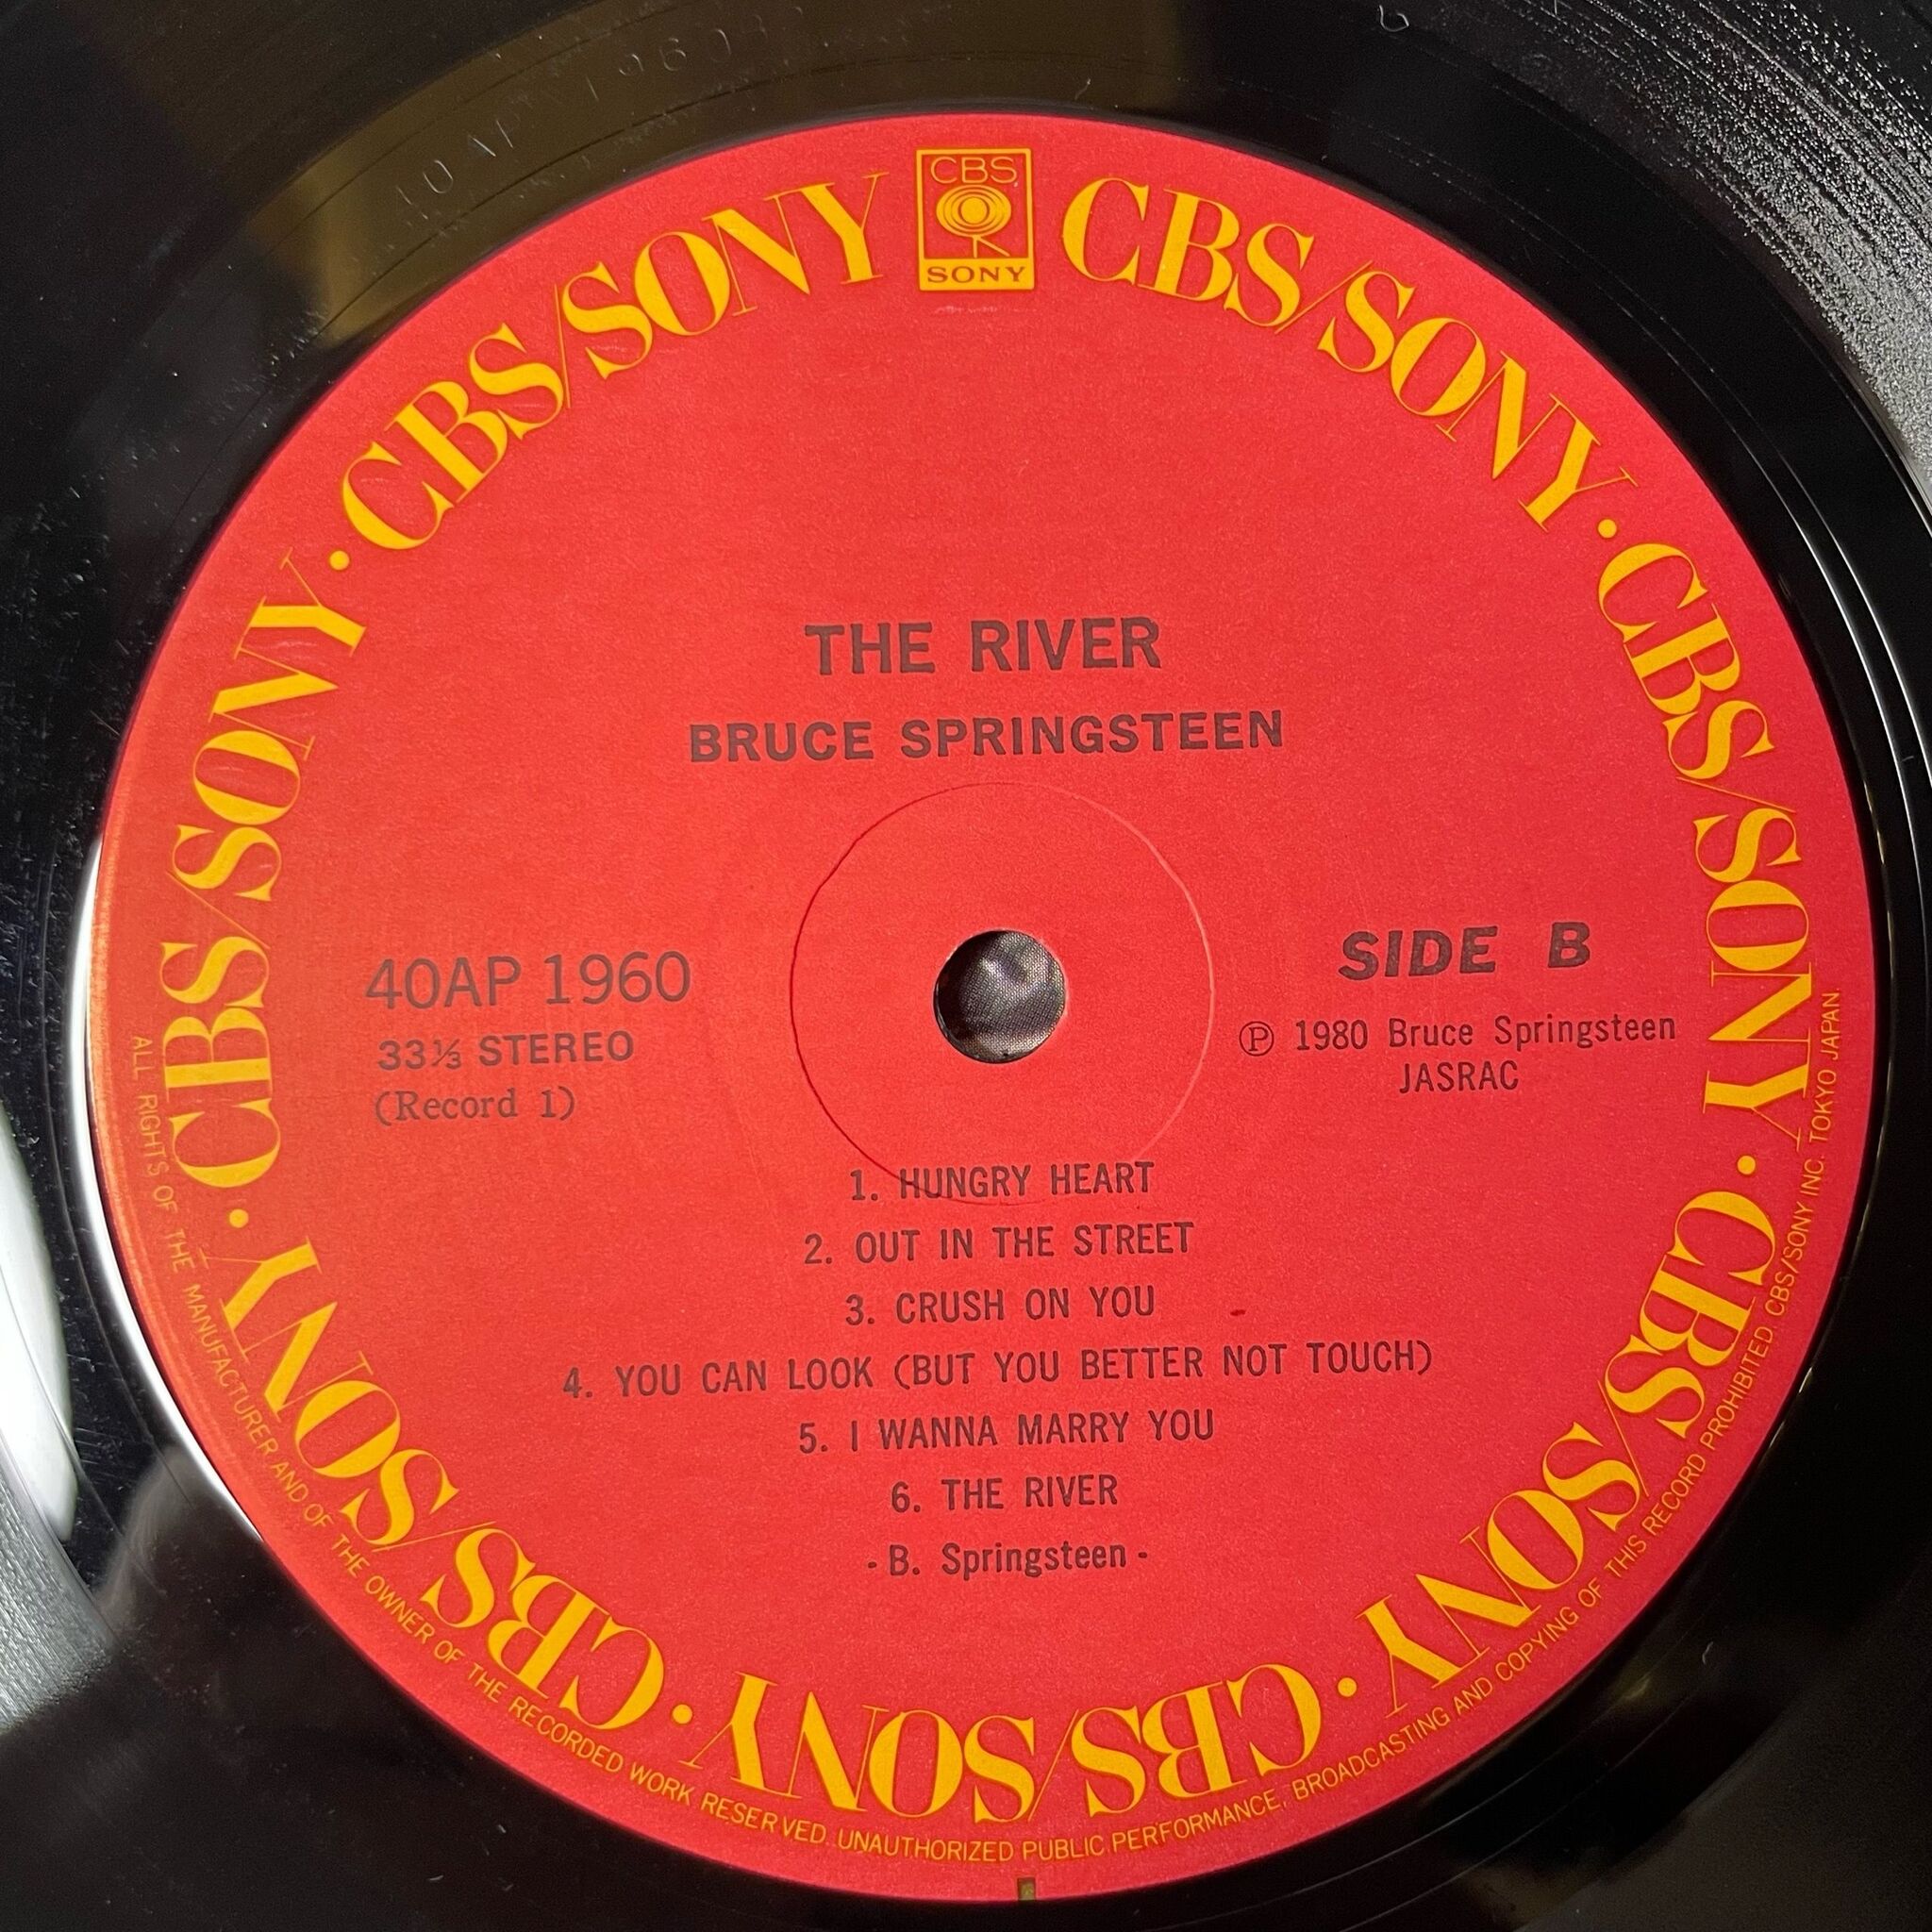 CBS
SONY
CBS/SONY · CBS/SONY · CBS/SONY · CBS/SONY · CBS/SONY · CBS/SONY · CBS/SONY
THE RIVER
BRUCE SPRINGSTEEN
40AP 1960
33⅓ STEREO
(Record 1)
SIDE B
Ⓟ 1980 Bruce Springsteen
JASRAC
1. HUNGRY HEART
2. OUT IN THE STREET
3. CRUSH ON YOU
4. YOU CAN LOOK (BUT YOU BETTER NOT TOUCH)
5. I WANNA MARRY YOU
6. THE RIVER
- B. Springsteen -
ALL RIGHTS OF THE MANUFACTURER AND OF THE OWNER OF THE RECORDED WORK RESERVED. UNAUTHORIZED PUBLIC PERFORMANCE, BROADCASTING AND COPYING OF THIS RECORD PROHIBITED. CBS/SONY INC. TOKYO JAPAN.